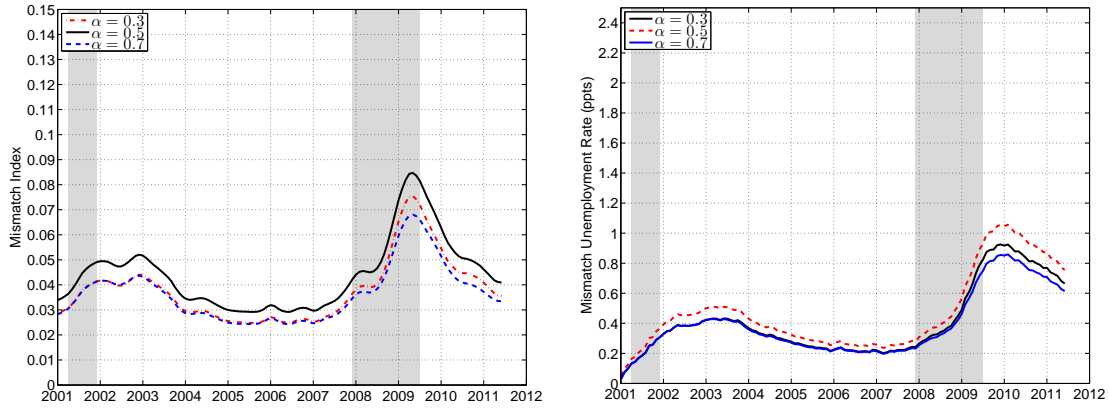 0.15
0.14
0.13
0.12
0.11
0.1
0.09
0.08
0.07
0.06
0.05
0.04
0.03
0.02
0.01
0
Mismatch Index
α = 0.3
α = 0.5
α = 0.7
2001 2002 2003 2004 2005 2006 2007 2008 2009 2010 2011 2012
2.4
2.2
2
1.8
1.6
1.4
1.2
1
0.8
0.6
0.4
0.2
0
Mismatch Unemployment Rate (ppts)
α = 0.3
α = 0.5
α = 0.7
2001 2002 2003 2004 2005 2006 2007 2008 2009 2010 2011 2012